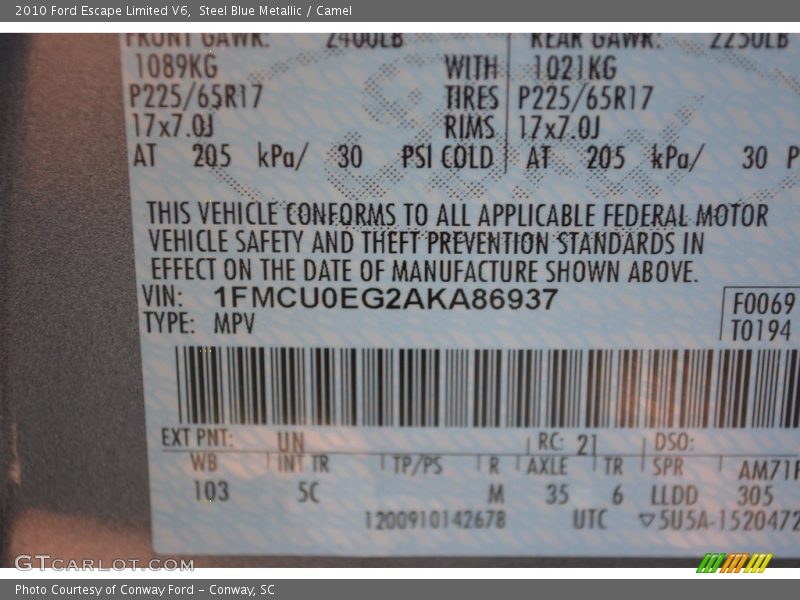 2010 Ford Escape Limited V6, Steel Blue Metallic / Camel
FRONT GAWR: 2400LB REAR GAWR: 2250LB
1089KG WITH 1021KG
P225/65R17 TIRES P225/65R17
17x7.0J RIMS 17x7.0J
AT 205 kPa/ 30 PSI COLD AT 205 kPa/ 30 P
THIS VEHICLE CONFORMS TO ALL APPLICABLE FEDERAL MOTOR
VEHICLE SAFETY AND THEFT PREVENTION STANDARDS IN
EFFECT ON THE DATE OF MANUFACTURE SHOWN ABOVE.
VIN: 1FMCU0EG2AKA86937
TYPE: MPV
F0069
T0194
EXT PNT: UN RC: 21 DSO:
WB INT TR TP/PS R AXLE TR SPR AM71F
103 5C M 35 6 LLDD 305
1200910142678 UTC ▽5U5A-1520472
GTCARLOT.COM
Photo Courtesy of Conway Ford – Conway, SC